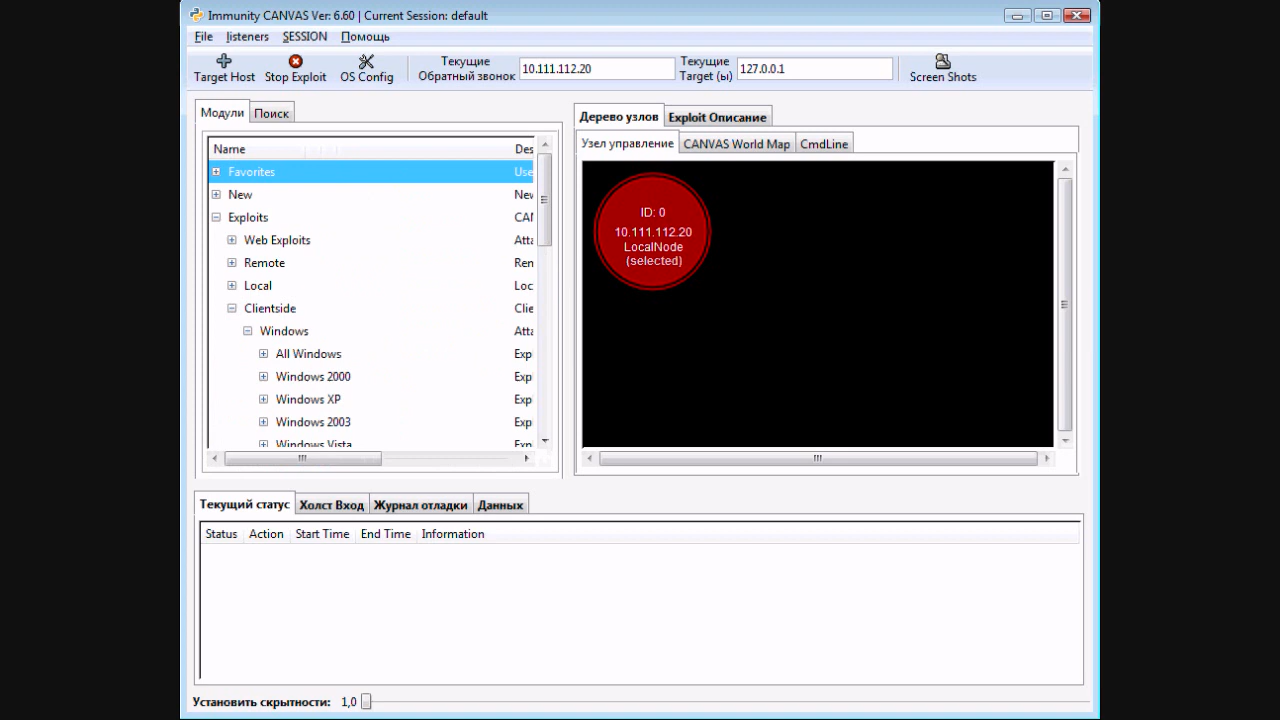 Immunity CANVAS Ver: 6.60 | Current Session: default
File listeners SESSION Помощь
Target Host Stop Exploit OS Config
Текущие
Обратный звонок
10.111.112.20
Текущие
Target (ы)
127.0.0.1
Screen Shots
Модули Поиск
Name Des
Favorites Use
New Nev
Exploits CAI
Web Exploits Atta
Remote Ren
Local Loc
Clientside Clie
Windows Atta
All Windows Exp
Windows 2000 Exp
Windows XP Exp
Windows 2003 Exp
Windows Vista Exp
Дерево узлов Exploit Описание
Узел управление CANVAS World Map CmdLine
ID: 0
10.111.112.20
LocalNode
(selected)
Текущий статус Холст Вход Журнал отладки Данных
Status Action Start Time End Time Information
Установить скрытности: 1,0